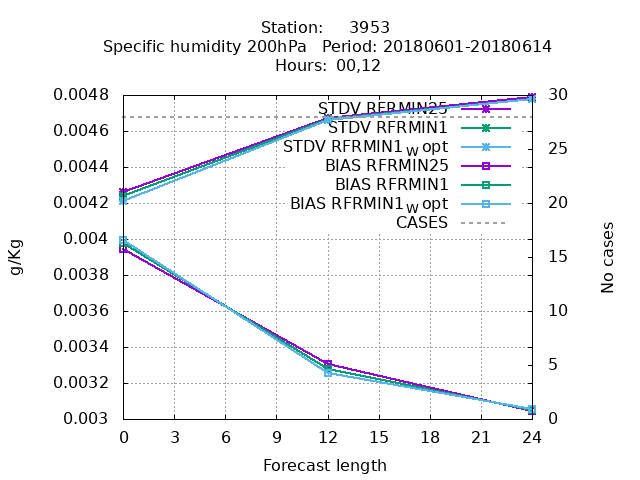 Station: 3953
Specific humidity 200hPa Period: 20180601-20180614
Hours: 00,12
0.0048
0.0046
0.0044
0.0042
0.004
0.0038
0.0036
0.0034
0.0032
0.003
g/Kg
STDV RFRMIN25
STDV RFRMIN1
STDV RFRMIN1W opt
BIAS RFRMIN25
BIAS RFRMIN1
BIAS RFRMIN1W opt
CASES
30
25
20
15
10
5
0
No cases
0 3 6 9 12 15 18 21 24
Forecast length